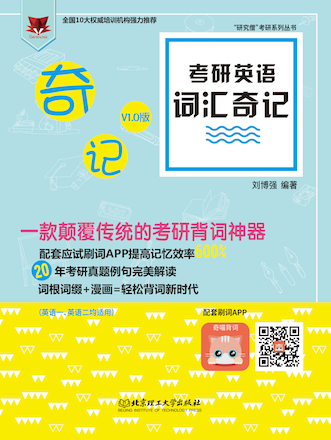 全国10大权威培训机构强力推荐
“研究僧”考研系列丛书
奇记
V1.0版
考研英语
词汇奇记
刘博强 编著
一款颠覆传统的考研背词神器
配套应试刷词APP提高记忆效率600%
20年考研真题例句完美解读
词根词缀+漫画=轻松背词新时代
(英语一、英语二均适用)
配套刷词APP
奇喵背词
北京理工大学出版社
BEIJING INSTITUTE OF TECHNOLOGY PRESS